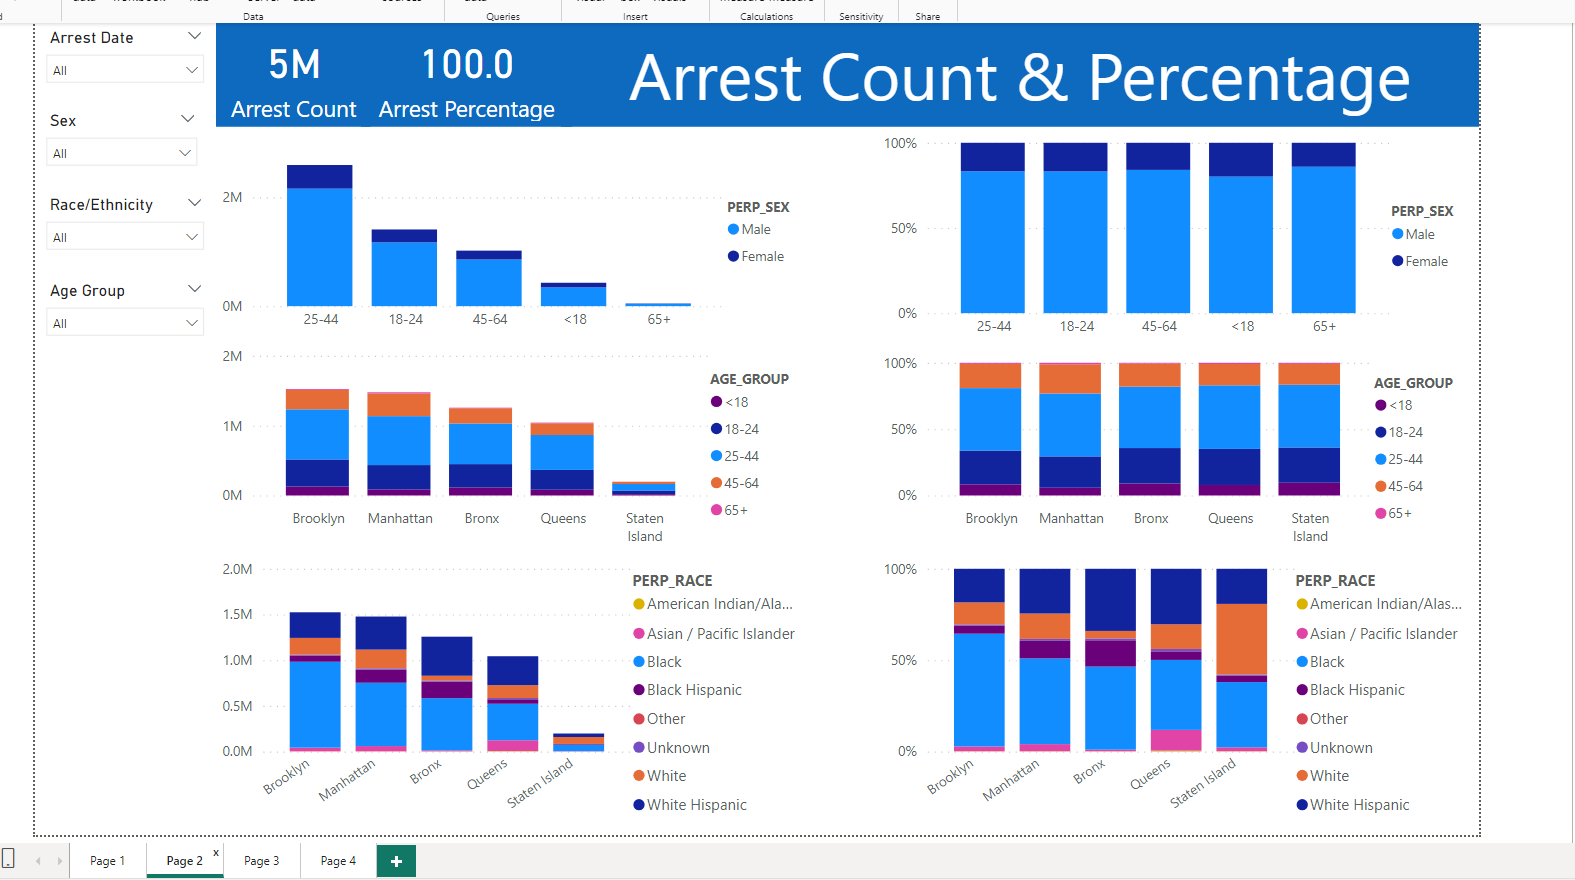 Data
Queries
Insert
Calculations
Sensitivity
Share
Arrest Date
All
Sex
All
Race/Ethnicity
All
Age Group
All
5M
Arrest Count
100.0
Arrest Percentage
Arrest Count & Percentage
2M
0M
25-44
18-24
45-64
<18
65+
PERP_SEX
Male
Female
100%
50%
0%
25-44
18-24
45-64
<18
65+
PERP_SEX
Male
Female
2M
1M
0M
Brooklyn
Manhattan
Bronx
Queens
Staten
Island
AGE_GROUP
<18
18-24
25-44
45-64
65+
100%
50%
0%
Brooklyn
Manhattan
Bronx
Queens
Staten
Island
AGE_GROUP
<18
18-24
25-44
45-64
65+
2.0M
1.5M
1.0M
0.5M
0.0M
Brooklyn
Manhattan
Bronx
Queens
Staten Island
PERP_RACE
American Indian/Ala...
Asian / Pacific Islander
Black
Black Hispanic
Other
Unknown
White
White Hispanic
100%
50%
0%
Brooklyn
Manhattan
Bronx
Queens
Staten Island
PERP_RACE
American Indian/Alas...
Asian / Pacific Islander
Black
Black Hispanic
Other
Unknown
White
White Hispanic
Page 1
Page 2
x
Page 3
Page 4
+